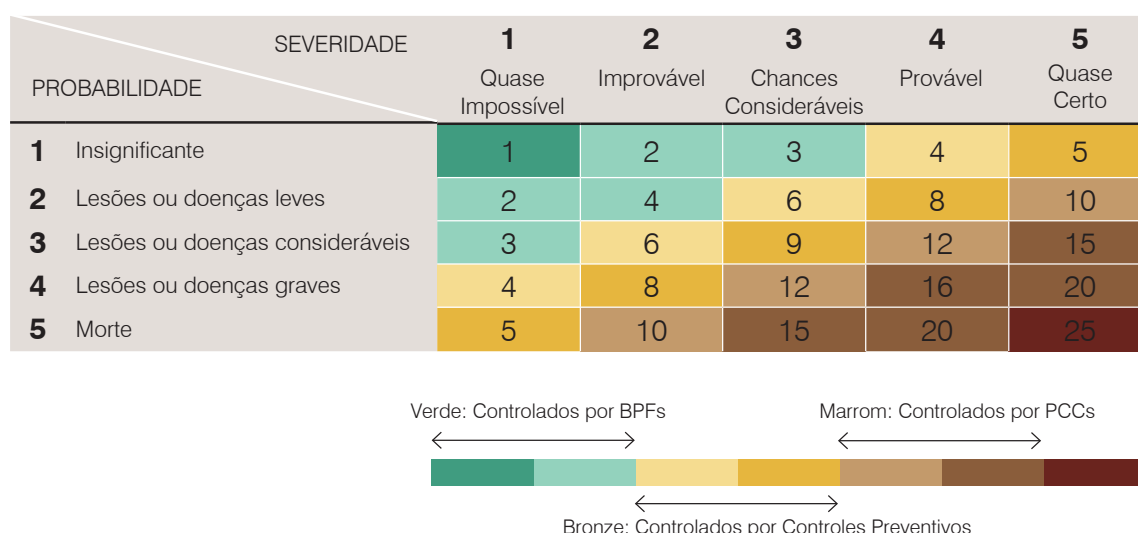 SEVERIDADE
PROBABILIDADE
1 2 3 4 5
Quase Impossível Improvável Chances Consideráveis Provável Quase Certo
1 Insignificante 1 2 3 4 5
2 Lesões ou doenças leves 2 4 6 8 10
3 Lesões ou doenças consideráveis 3 6 9 12 15
4 Lesões ou doenças graves 4 8 12 16 20
5 Morte 5 10 15 20 25
Verde: Controlados por BPFs Marrom: Controlados por PCCs
Bronze: Controlados por Controles Preventivos